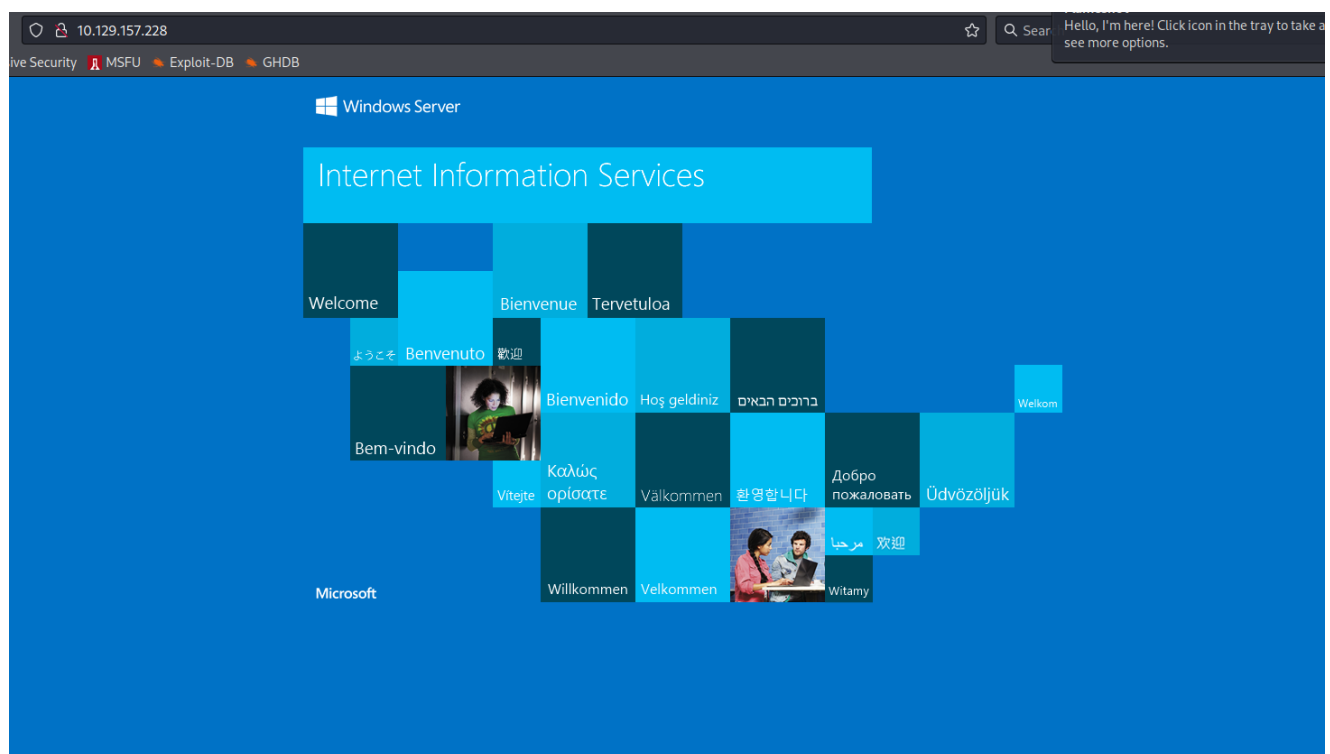 10.129.157.228
Sear
Hello, I'm here! Click icon in the tray to take a
see more options.
ive Security
MSFU
Exploit-DB
GHDB
Windows Server
Internet Information Services
Welcome
Bienvenue
Tervetuloa
ようこそ
Benvenuto
歡迎
Bienvenido
Hoş geldiniz
ברוכים הבאים
Welkom
Bem-vindo
Vítejte
Καλώς
ορίσατε
Välkommen
환영합니다
Добро
пожаловать
Üdvözöljük
مرحبا
欢迎
Willkommen
Velkommen
Witamy
Microsoft